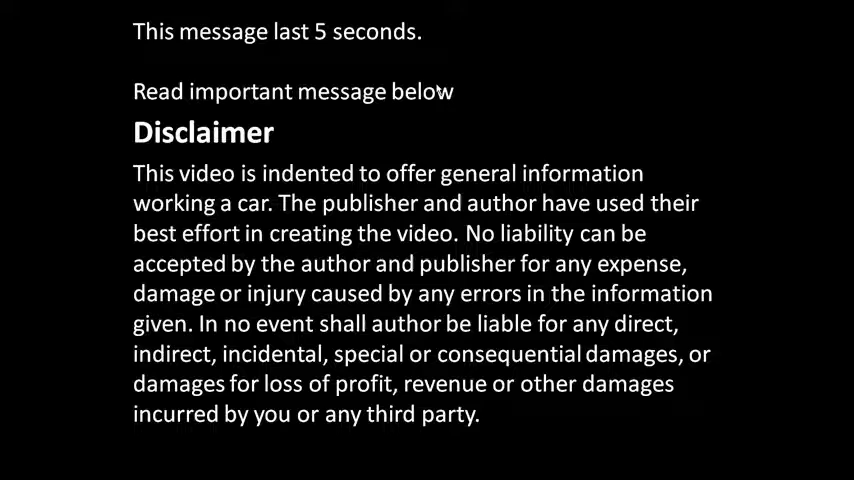 This message last 5 seconds.
Read important message below
Disclaimer
This video is indented to offer general information
working a car. The publisher and author have used their
best effort in creating the video. No liability can be
accepted by the author and publisher for any expense,
damage or injury caused by any errors in the information
given. In no event shall author be liable for any direct,
indirect, incidental, special or consequential damages, or
damages for loss of profit, revenue or other damages
incurred by you or any third party.